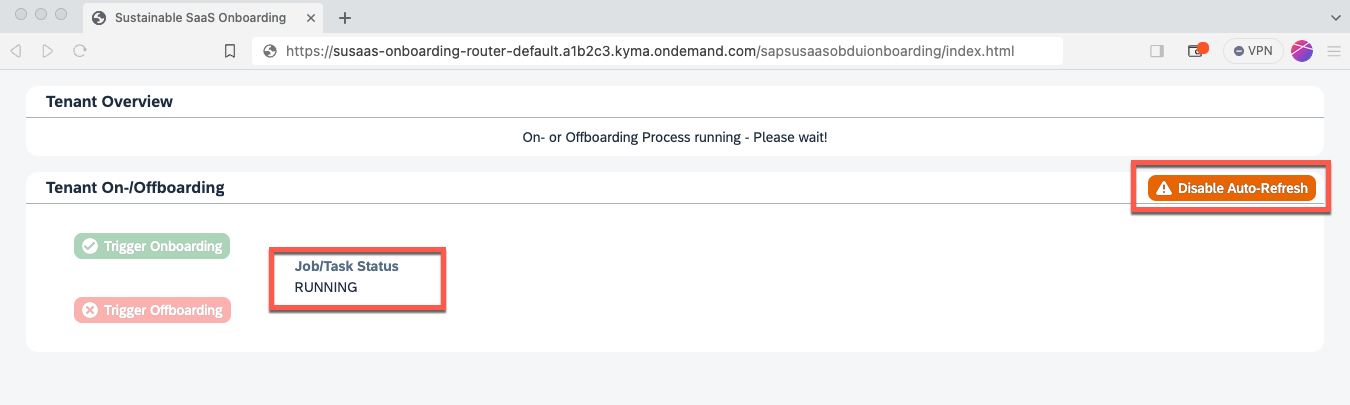 Sustainable SaaS Onboarding
https://susaas-onboarding-router-default.a1b2c3.kyma.ondemand.com/sapsusaasobduionboarding/index.html
VPN
Tenant Overview
On- or Offboarding Process running - Please wait!
Tenant On-/Offboarding
Disable Auto-Refresh
Trigger Onboarding
Job/Task Status
RUNNING
Trigger Offboarding